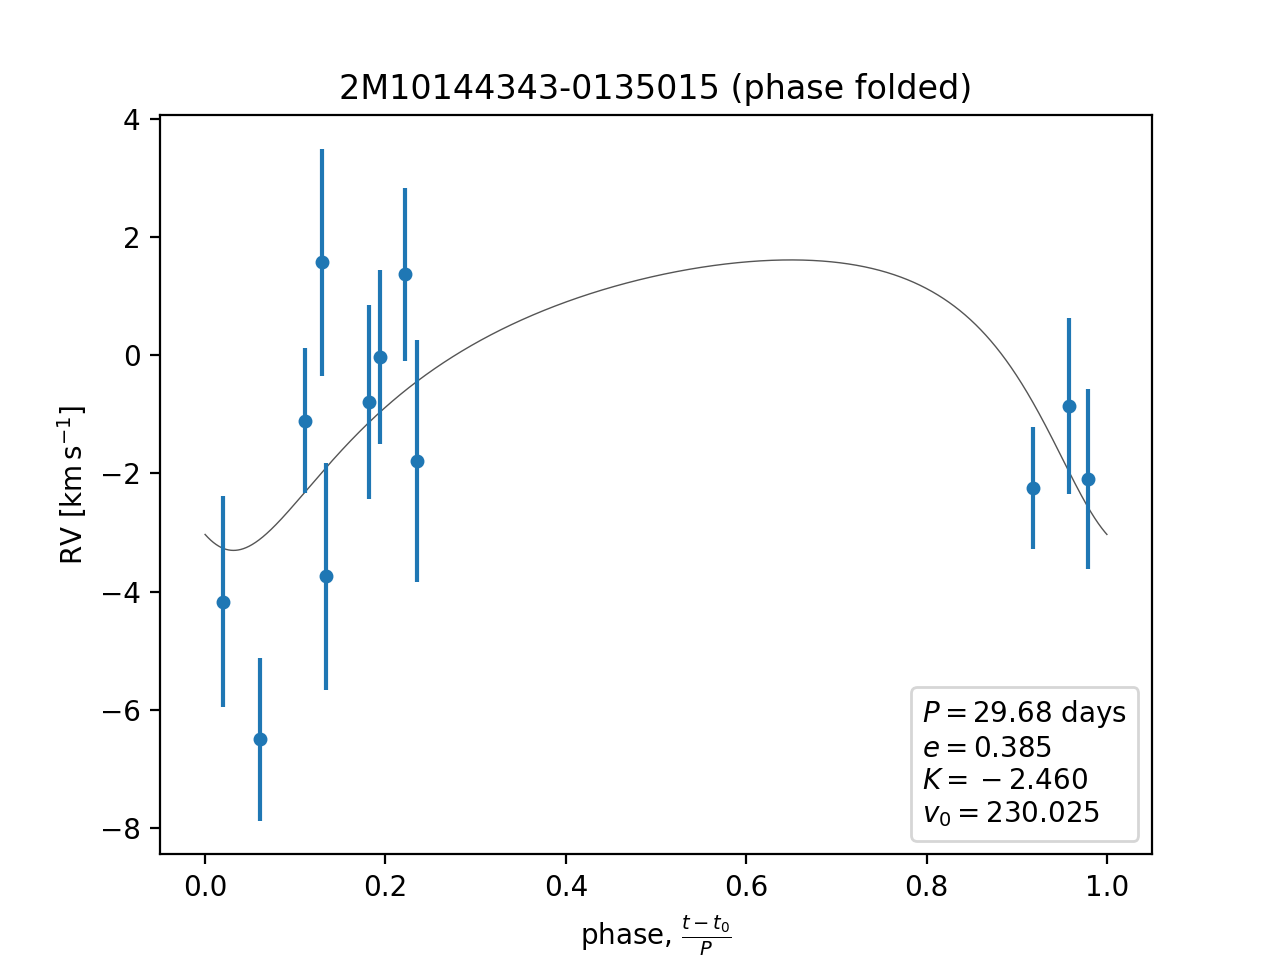 2M10144343-0135015 (phase folded)
4
2
0
−2
−4
−6
−8
RV [km s⁻¹]
P = 29.68 days
e = 0.385
K = − 2.460
v₀ = 230.025
0.0 0.2 0.4 0.6 0.8 1.0
phase, (t − t₀)/P